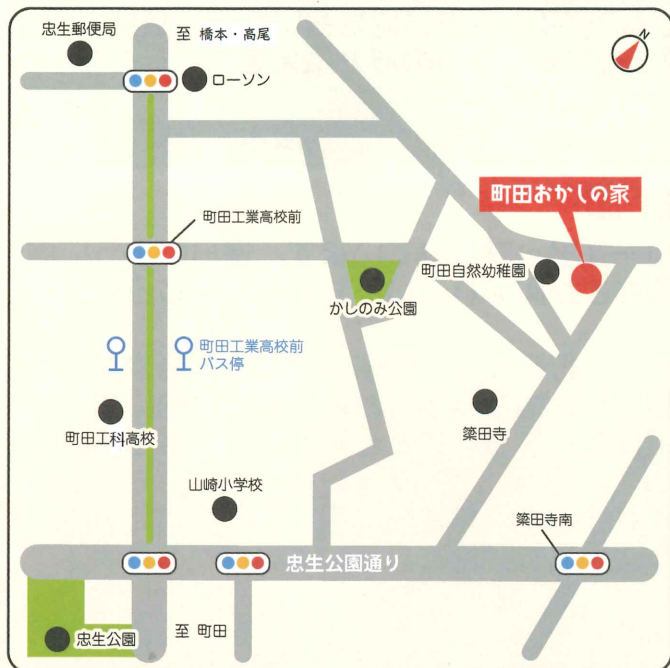 忠生郵便局
至 橋本・高尾
N
ローソン
町田おかしの家
町田工業高校前
町田自然幼稚園
かしのみ公園
町田工業高校前
バス停
町田工科高校
簗田寺
山崎小学校
簗田寺南
忠生公園通り
忠生公園
至 町田